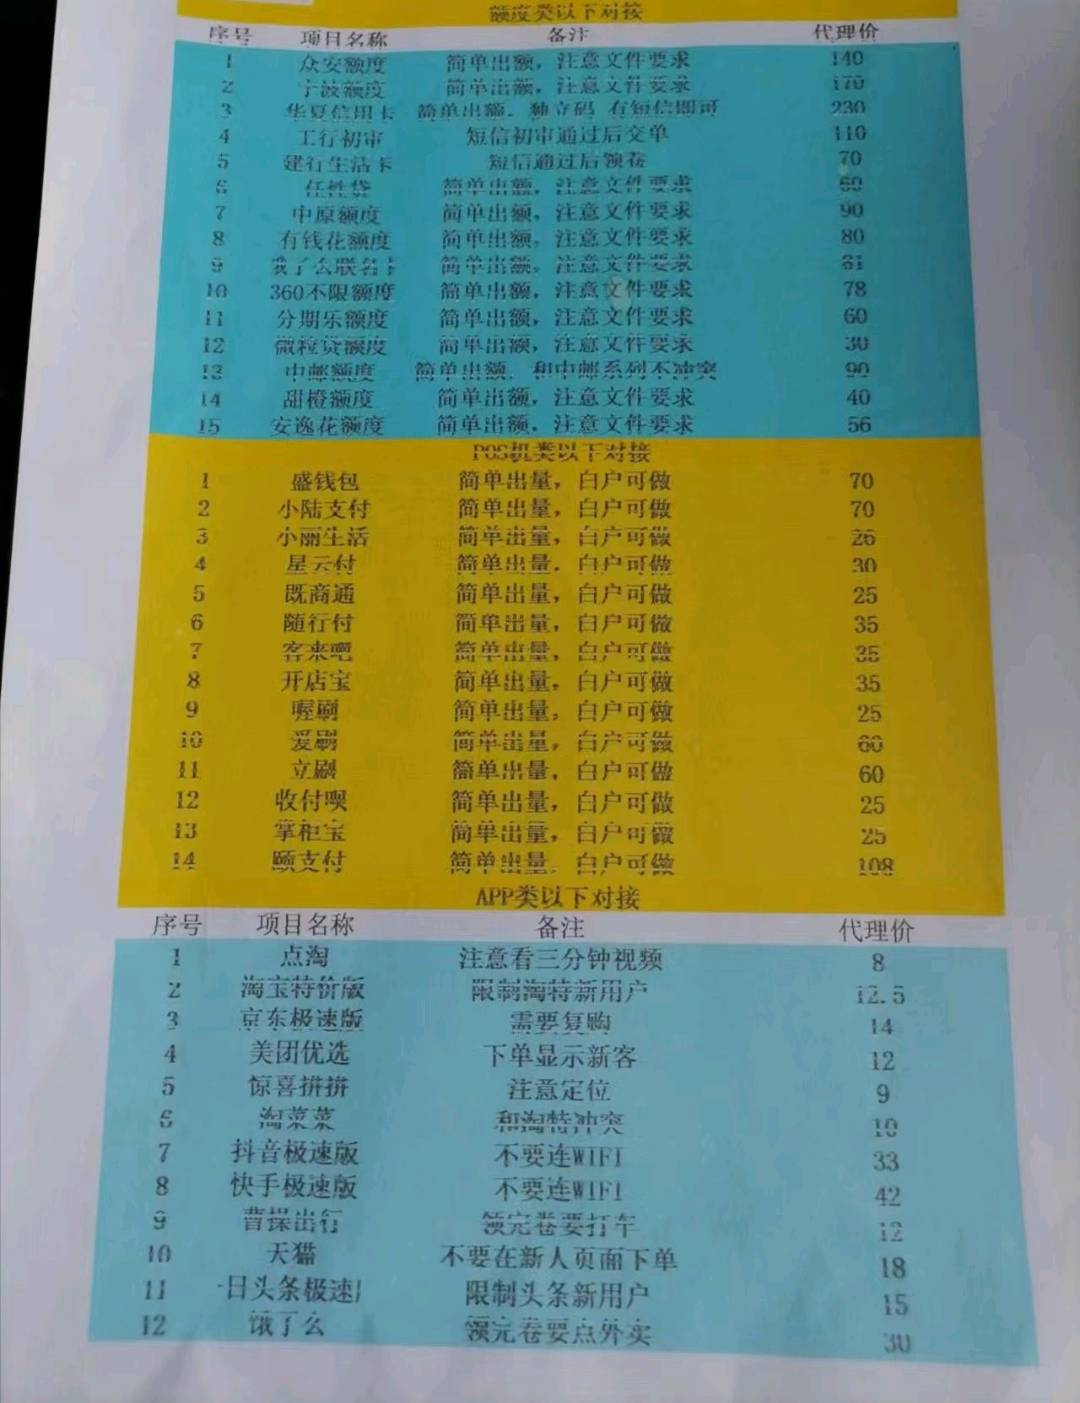 额度类以下对接
序号 项目名称 备注 代理价
1 众安额度 简单出额，注意文件要求 140
2 宁波额度 简单出额，注意文件要求 170
3 华夏信用卡 简单出额，独立码，有短信即可 230
4 工行初审 短信初审通过后交单 110
5 建行生活卡 短信通过后领卷 70
6 任性贷 简单出额，注意文件要求 60
7 中原额度 简单出额，注意文件要求 90
8 有钱花额度 简单出额，注意文件要求 80
9 饿了么联名卡 简单出额，注意文件要求 61
10 360不限额度 简单出额，注意文件要求 78
11 分期乐额度 简单出额，注意文件要求 60
12 微粒贷额度 简单出额，注意文件要求 30
13 中邮额度 简单出额，和中邮系列不冲突 90
14 甜橙额度 简单出额，注意文件要求 40
15 安逸花额度 简单出额，注意文件要求 56
POS机类以下对接
1 盛钱包 简单出量，白户可做 70
2 小陆支付 简单出量，白户可做 70
3 小丽生活 简单出量，白户可做 26
4 星云付 简单出量，白户可做 30
5 既商通 简单出量，白户可做 25
6 随行付 简单出量，白户可做 35
7 客来吧 简单出量，白户可做 35
8 开店宝 简单出量，白户可做 35
9 喔刷 简单出量，白户可做 25
10 爱刷 简单出量，白户可做 60
11 立刷 简单出量，白户可做 60
12 收付呗 简单出量，白户可做 25
13 掌柜宝 简单出量，白户可做 25
14 颐支付 简单出量，白户可做 108
APP类以下对接
序号 项目名称 备注 代理价
1 点淘 注意看三分钟视频 8
2 淘宝特价版 限制淘特新用户 12.5
3 京东极速版 需要复购 14
4 美团优选 下单显示新客 12
5 惊喜拼拼 注意定位 9
6 淘菜菜 和淘特冲突 10
7 抖音极速版 不要连WIFI 33
8 快手极速版 不要连WIFI 42
9 曹操出行 领完卷要打车 12
10 天猫 不要在新人页面下单 18
11 日头条极速 限制头条新用户 15
12 饿了么 领完卷要点外卖 30